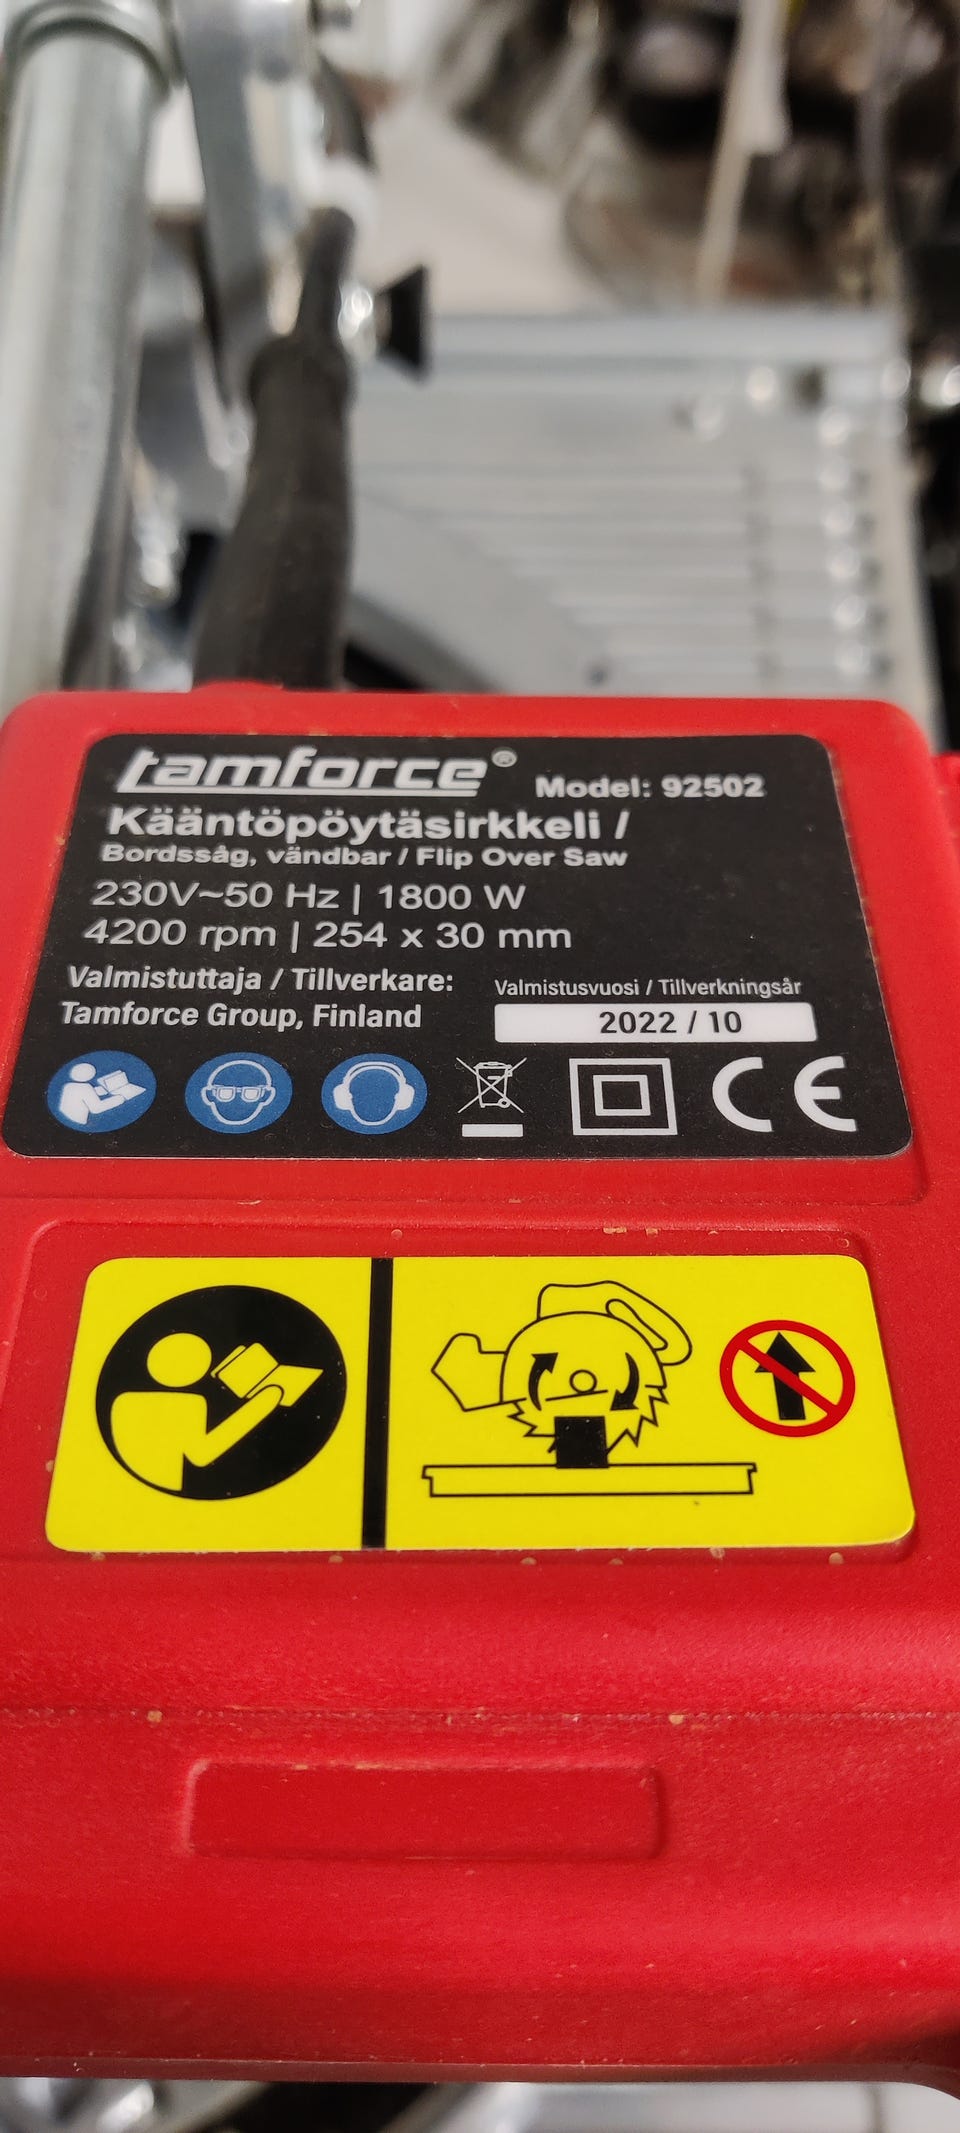 tamforce®
Model: 92502
Kääntöpöytäsirkkeli /
Bordssåg, vändbar / Flip Over Saw
230V~50 Hz | 1800 W
4200 rpm | 254 x 30 mm
Valmistuttaja / Tillverkare:
Tamforce Group, Finland
Valmistusvuosi / Tillverkningsår
2022 / 10
CE